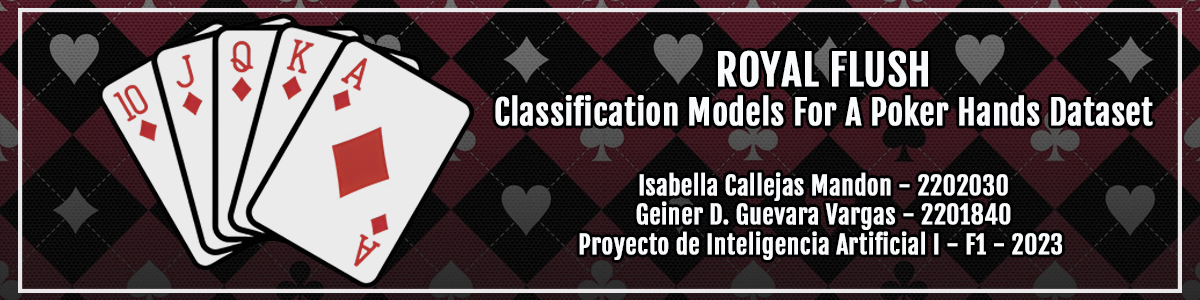 10
J
Q
K
A
A
ROYAL FLUSH
Classification Models For A Poker Hands Dataset
Isabella Callejas Mandon - 2202030
Geiner D. Guevara Vargas - 2201840
Proyecto de Inteligencia Artificial I - F1 - 2023